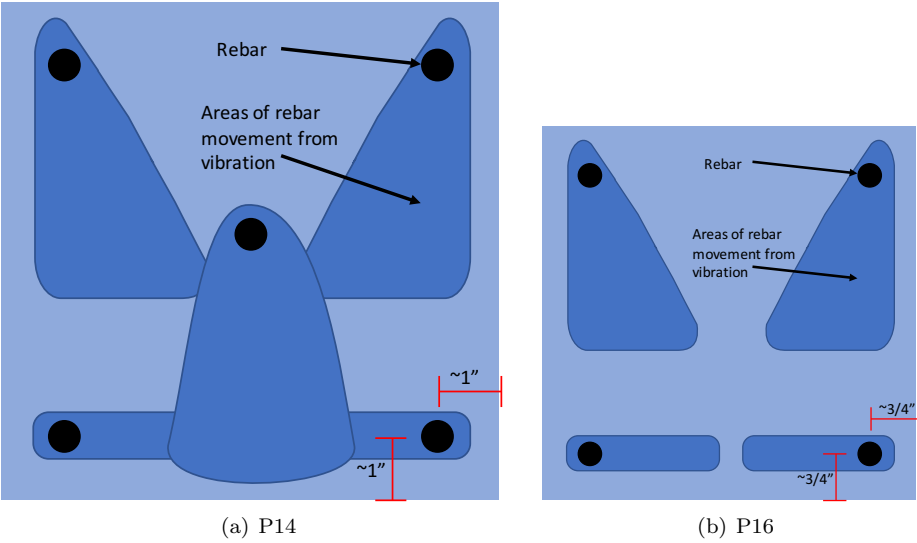 Rebar
Areas of rebar
movement from
vibration
~1”
~1”
(a) P14
Rebar
Areas of rebar
movement from
vibration
~3/4”
~3/4”
(b) P16